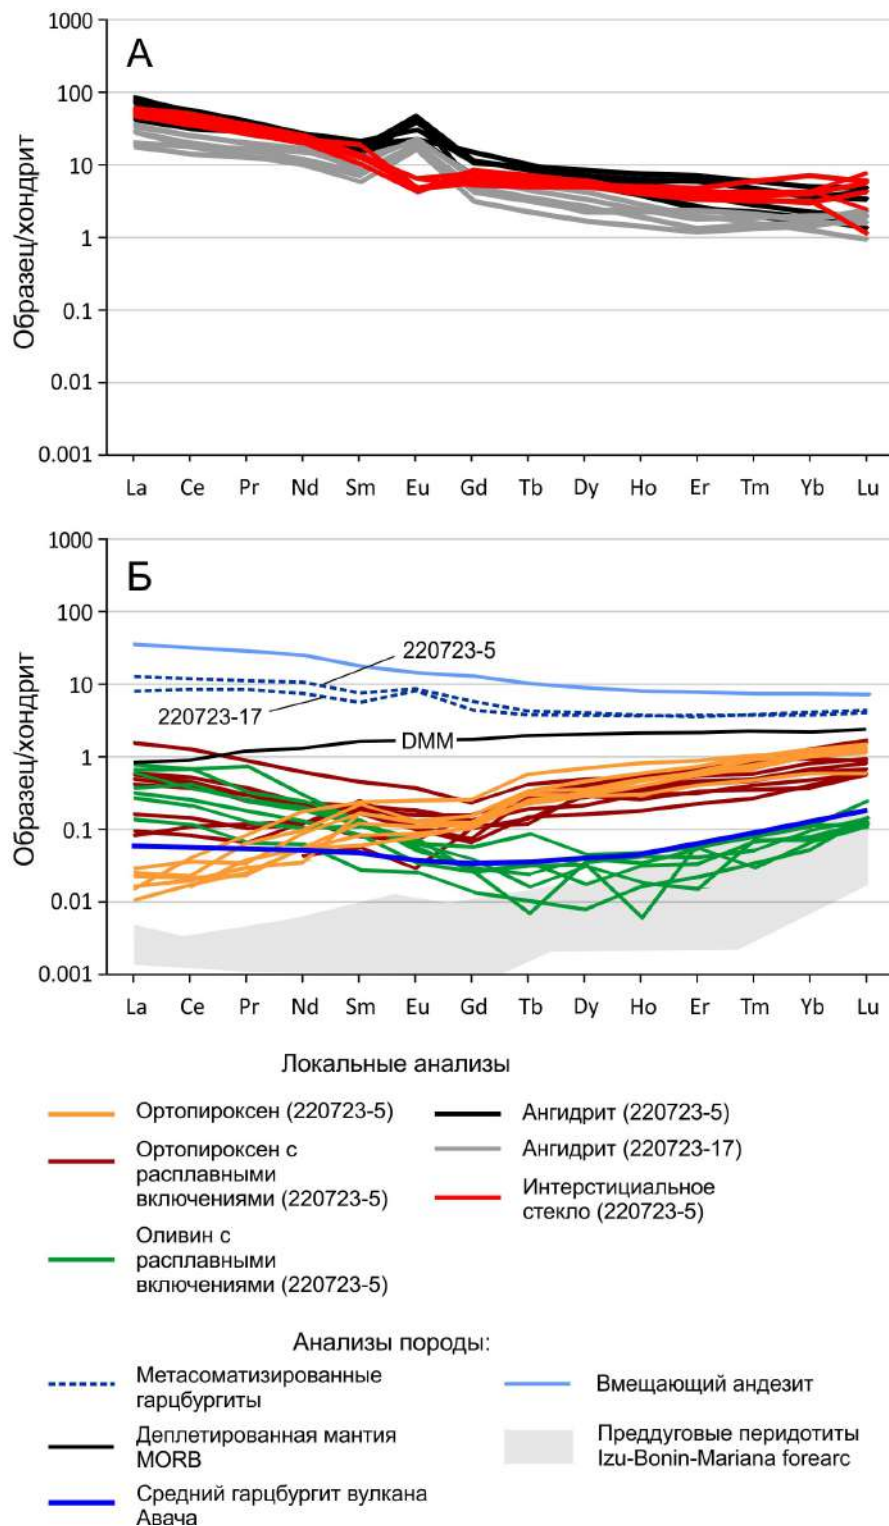 А
Образец/хондрит
1000
100
10
1
0.1
0.01
0.001
La Ce Pr Nd Sm Eu Gd Tb Dy Ho Er Tm Yb Lu
Б
Образец/хондрит
1000
100
10
1
0.1
0.01
0.001
220723-5
220723-17
DMM
La Ce Pr Nd Sm Eu Gd Tb Dy Ho Er Tm Yb Lu
Локальные анализы
Ортопироксен (220723-5)
Ортопироксен с
расплавными
включениями (220723-5)
Оливин с
расплавными
включениями (220723-5)
Ангидрит (220723-5)
Ангидрит (220723-17)
Интерстициальное
стекло (220723-5)
Анализы породы:
Метасоматизированные
гарцбургиты
Деплетированная мантия
MORB
Средний гарцбургит вулкана
Авача
Вмещающий андезит
Преддуговые перидотиты
Izu-Bonin-Mariana forearc